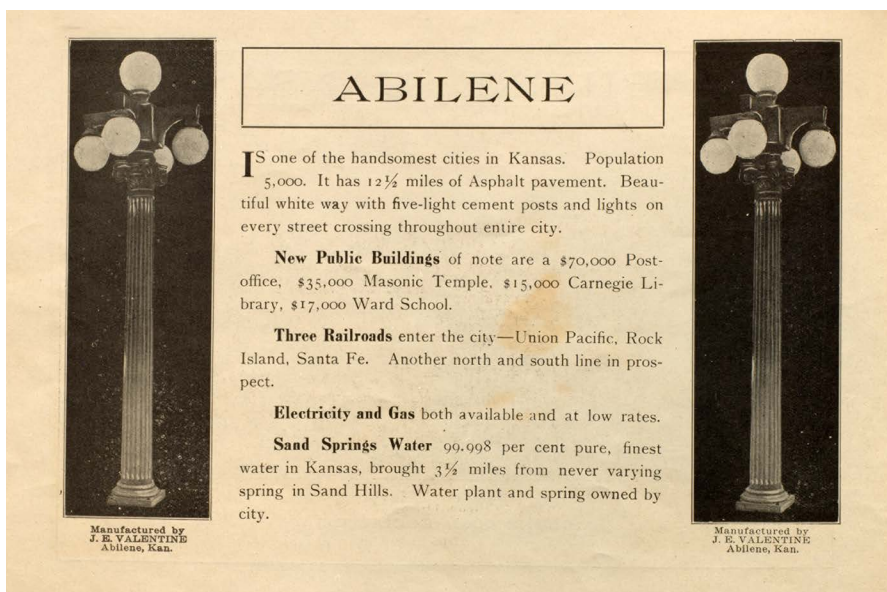 ABILENE
IS one of the handsomest cities in Kansas. Population
5,000. It has 12½ miles of Asphalt pavement. Beau-
tiful white way with five-light cement posts and lights on
every street crossing throughout entire city.
New Public Buildings of note are a $70,000 Post-
office, $35,000 Masonic Temple, $15,000 Carnegie Li-
brary, $17,000 Ward School.
Three Railroads enter the city—Union Pacific, Rock
Island, Santa Fe. Another north and south line in pros-
pect.
Electricity and Gas both available and at low rates.
Sand Springs Water 99.998 per cent pure, finest
water in Kansas, brought 3½ miles from never varying
spring in Sand Hills. Water plant and spring owned by
city.
Manufactured by
J. E. VALENTINE
Abilene, Kan.
Manufactured by
J. E. VALENTINE
Abilene, Kan.